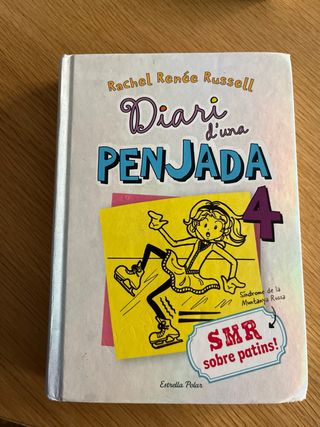 Rachel Renée Russell
Diari
d'una
PENJADA
4
Síndrome de la
Muntanya Russa
SMR
sobre patins!
Estrella Polar